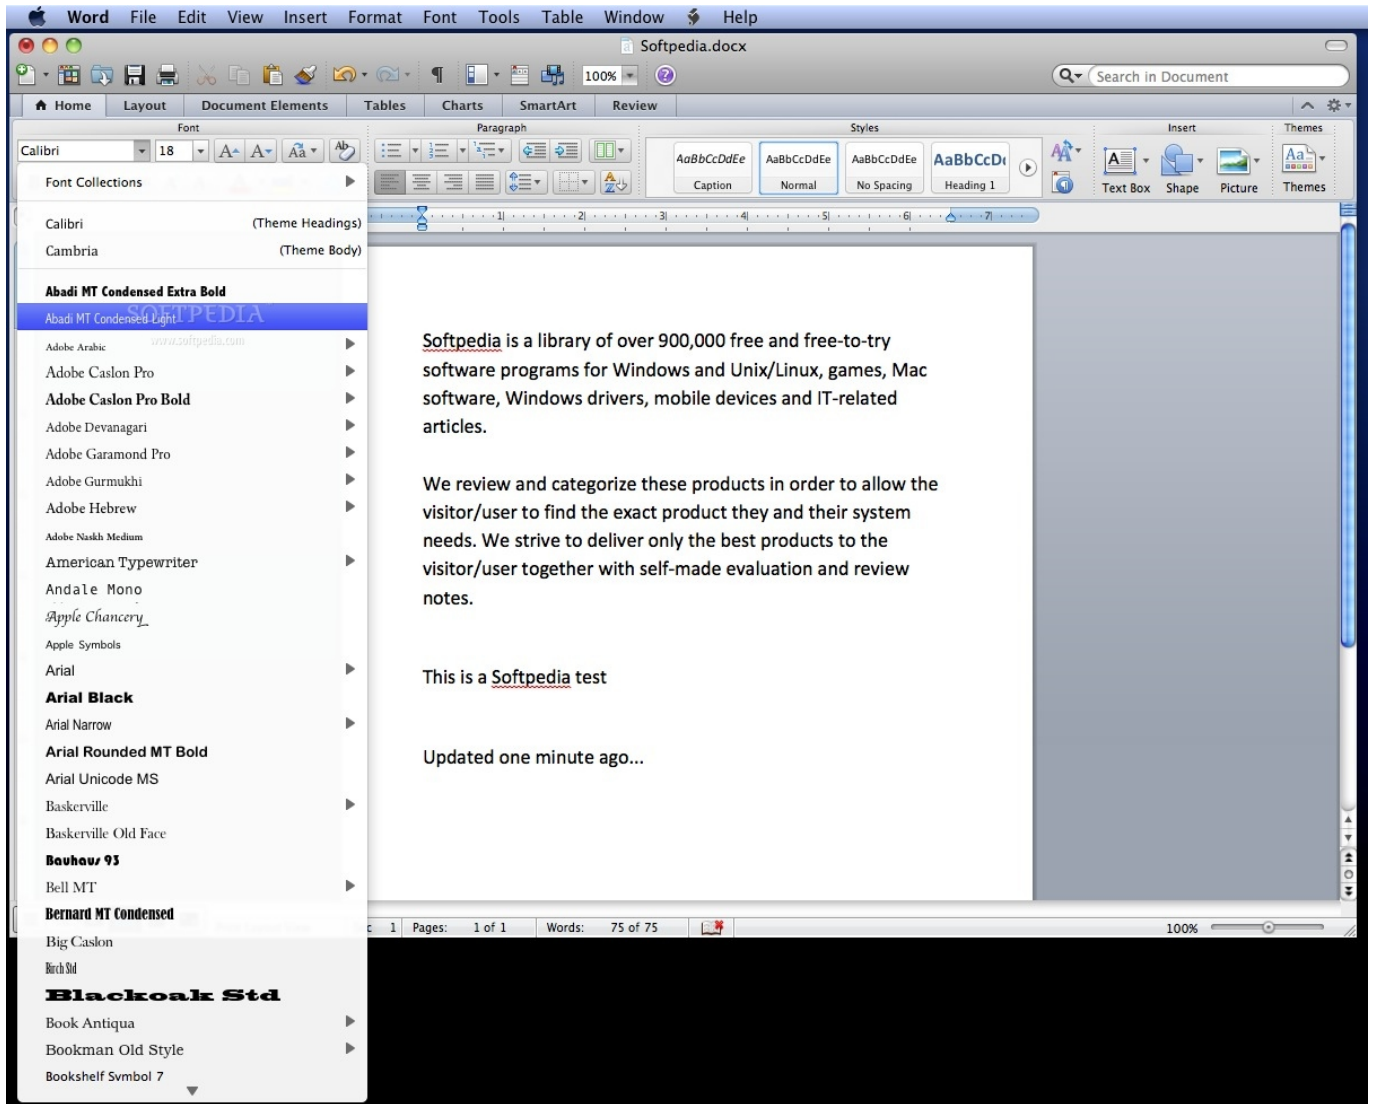 Word File Edit View Insert Format Font Tools Table Window Help
Softpedia.docx
100% Search in Document
Home Layout Document Elements Tables Charts SmartArt Review
Font Paragraph Styles Insert Themes
Calibri 18 AaBbCcDdEe AaBbCcDdEe AaBbCcDdEe AaBbCcDd
Caption Normal No Spacing Heading 1 Text Box Shape Picture Themes
Font Collections
1 2 3 4 5 6 7
Calibri (Theme Headings)
Cambria (Theme Body)
Abadi MT Condensed Extra Bold
Abadi MT Condensed Light
SOFTPEDIA
www.softpedia.com
Adobe Arabic
Adobe Caslon Pro
Adobe Caslon Pro Bold
Adobe Devanagari
Adobe Garamond Pro
Adobe Gurmukhi
Adobe Hebrew
Adobe Naskh Medium
American Typewriter
Andale Mono
Apple Chancery
Apple Symbols
Arial
Arial Black
Arial Narrow
Arial Rounded MT Bold
Arial Unicode MS
Baskerville
Baskerville Old Face
Bauhaus 93
Bell MT
Bernard MT Condensed
Big Caslon
Birch Std
Blackoak Std
Book Antiqua
Bookman Old Style
Bookshelf Symbol 7
Softpedia is a library of over 900,000 free and free-to-try
software programs for Windows and Unix/Linux, games, Mac
software, Windows drivers, mobile devices and IT-related
articles.
We review and categorize these products in order to allow the
visitor/user to find the exact product they and their system
needs. We strive to deliver only the best products to the
visitor/user together with self-made evaluation and review
notes.
This is a Softpedia test
Updated one minute ago...
1 Pages: 1 of 1 Words: 75 of 75 100%